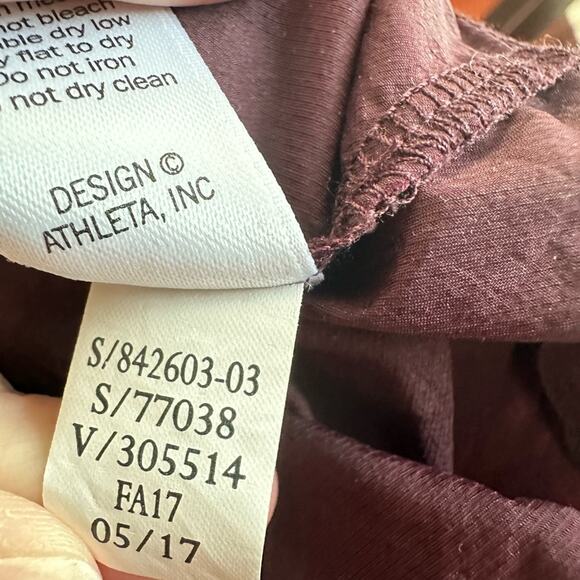 not bleach
dry low
flat to dry
Do not iron
not dry clean
DESIGN ©
ATHLETA, INC
S/842603-03
S/77038
V/305514
FA17
05/17